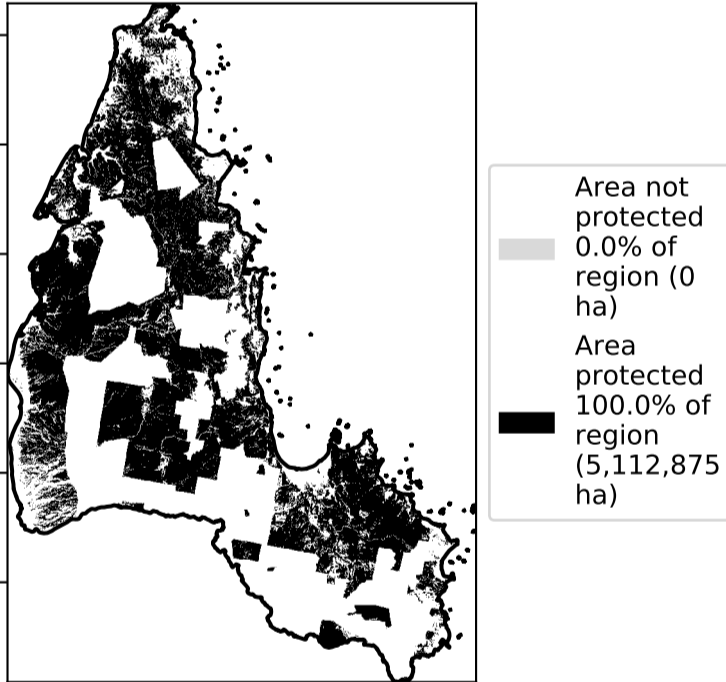 Area not
protected
0.0% of
region (0
ha)
Area
protected
100.0% of
region
(5,112,875
ha)